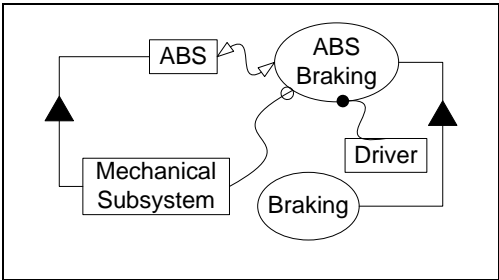 ABS
ABS
Braking
Driver
Mechanical
Subsystem
Braking